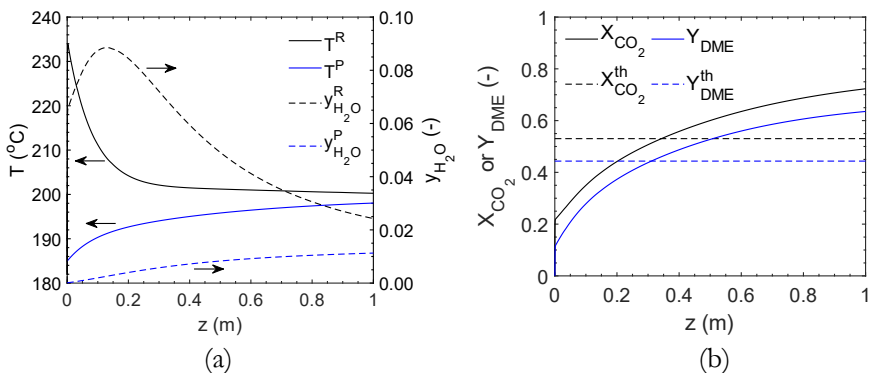 240
230
220
210
200
190
180
T (°C)
0
0.2
0.4
0.6
0.8
1
z (m)
0.10
0.08
0.06
0.04
0.02
0.00
y_H2O (-)
T^R
T^P
y^R_H2O
y^P_H2O
(a)
1
0.8
0.6
0.4
0.2
0
X_CO2 or Y_DME (-)
0
0.2
0.4
0.6
0.8
1
z (m)
X_CO2
Y_DME
X^th_CO2
Y^th_DME
(b)